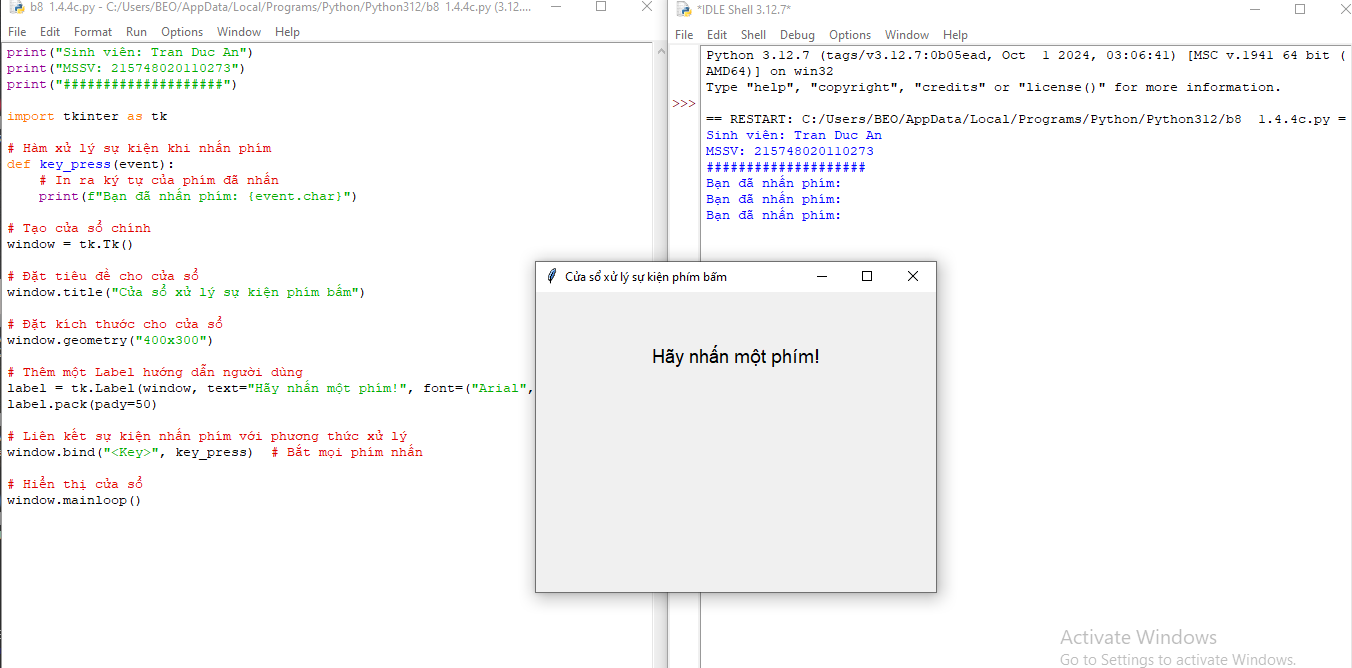 b8  1.4.4c.py - C:/Users/BEO/AppData/Local/Programs/Python/Python312/b8  1.4.4c.py (3.12....
File Edit Format Run Options Window Help
print("Sinh viên: Tran Duc An")
print("MSSV: 215748020110273")
print("####################")
import tkinter as tk
# Hàm xử lý sự kiện khi nhấn phím
def key_press(event):
    # In ra ký tự của phím đã nhấn
    print(f"Bạn đã nhấn phím: {event.char}")
# Tạo cửa sổ chính
window = tk.Tk()
# Đặt tiêu đề cho cửa sổ
window.title("Cửa sổ xử lý sự kiện phím bấm")
# Đặt kích thước cho cửa sổ
window.geometry("400x300")
# Thêm một Label hướng dẫn người dùng
label = tk.Label(window, text="Hãy nhấn một phím!", font=("Arial",
label.pack(pady=50)
# Liên kết sự kiện nhấn phím với phương thức xử lý
window.bind("<Key>", key_press)  # Bắt mọi phím nhấn
# Hiển thị cửa sổ
window.mainloop()
*IDLE Shell 3.12.7*
File Edit Shell Debug Options Window Help
Python 3.12.7 (tags/v3.12.7:0b05ead, Oct  1 2024, 03:06:41) [MSC v.1941 64 bit (
AMD64)] on win32
Type "help", "copyright", "credits" or "license()" for more information.
>>>
== RESTART: C:/Users/BEO/AppData/Local/Programs/Python/Python312/b8  1.4.4c.py =
Sinh viên: Tran Duc An
MSSV: 215748020110273
####################
Bạn đã nhấn phím:
Bạn đã nhấn phím:
Bạn đã nhấn phím:
Cửa sổ xử lý sự kiện phím bấm
Hãy nhấn một phím!
Activate Windows
Go to Settings to activate Windows.